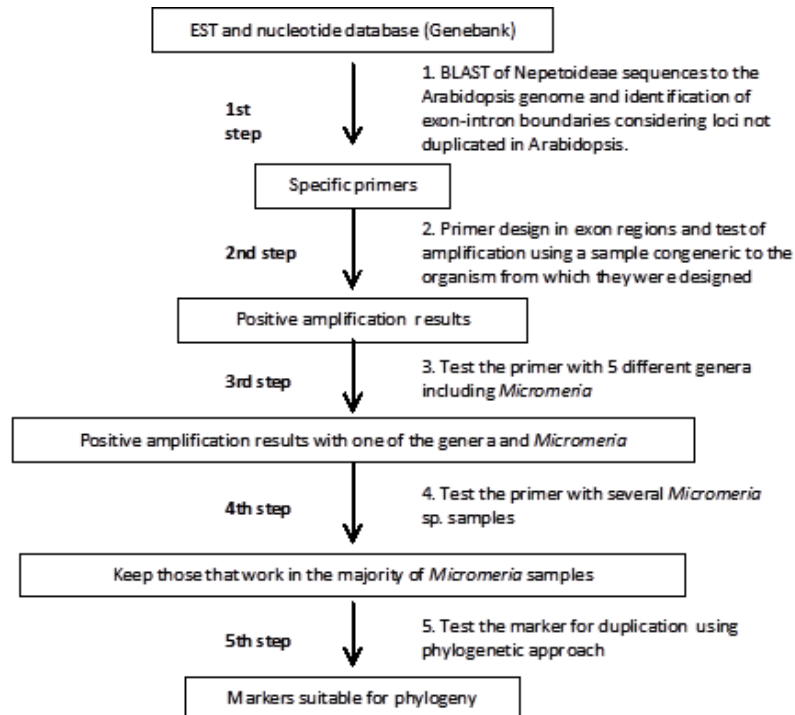 EST and nucleotide database (Genebank)
1st
step
1. BLAST of Nepetoideae sequences to the
Arabidopsis genome and identification of
exon-intron boundaries considering loci not
duplicated in Arabidopsis.
Specific primers
2nd step
2. Primer design in exon regions and test of
amplification using a sample congeneric to the
organism from which they were designed
Positive amplification results
3rd step
3. Test the primer with 5 different genera
including Micromeria
Positive amplification results with one of the genera and Micromeria
4th step
4. Test the primer with several Micromeria
sp. samples
Keep those that work in the majority of Micromeria samples
5th step
5. Test the marker for duplication using
phylogenetic approach
Markers suitable for phylogeny